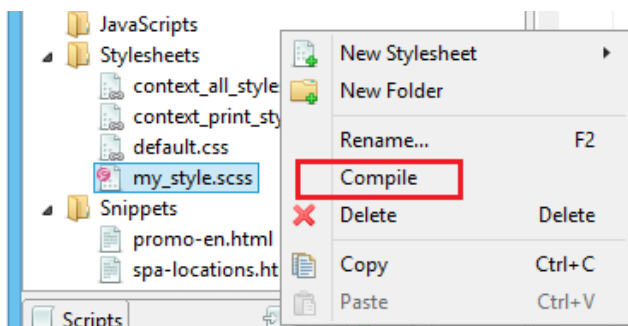 JavaScripts
Stylesheets
context_all_style
context_print_sty
default.css
my_style.scss
Snippets
promo-en.html
spa-locations.ht
Scripts
New Stylesheet
New Folder
Rename... F2
Compile
Delete Delete
Copy Ctrl+C
Paste Ctrl+V